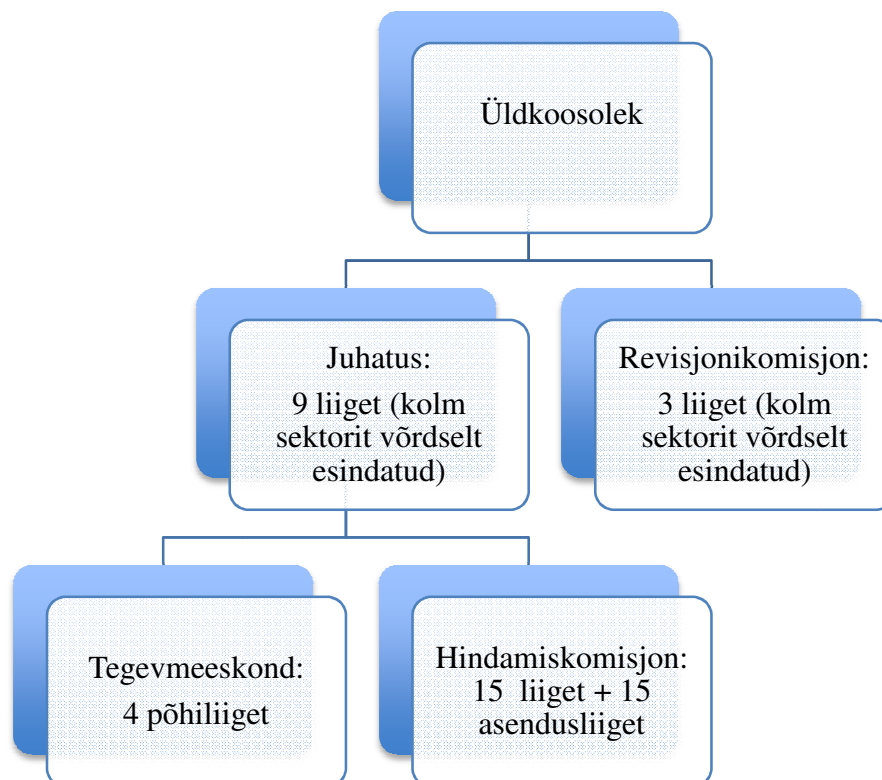 Üldkoosolek
Juhatus:
9 liiget (kolm
sektorit võrdselt
esindatud)
Revisjonikomisjon:
3 liiget (kolm
sektorit võrdselt
esindatud)
Tegevmeeskond:
4 põhiliiget
Hindamiskomisjon:
15 liiget + 15
asendusliiget